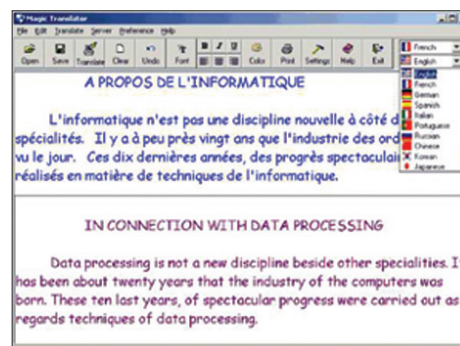 Magic Translator
File Edit Translate Server Preference Help
Open Save Translate Clear Undo Font B I U Color Print Settings Help Exit French
English
English
French
German
Spanish
Italian
Portuguese
Russian
Chinese
Korean
Japanese
A PROPOS DE L'INFORMATIQUE
L'informatique n'est pas une discipline nouvelle à côté d
spécialités. Il y a à peu près vingt ans que l'industrie des ord
vu le jour. Ces dix dernières années, des progrès spectaculai
réalisés en matière de techniques de l'informatique.
IN CONNECTION WITH DATA PROCESSING
Data processing is not a new discipline beside other specialities. I
has been about twenty years that the industry of the computers was
born. These ten last years, of spectacular progress were carried out as
regards techniques of data processing.